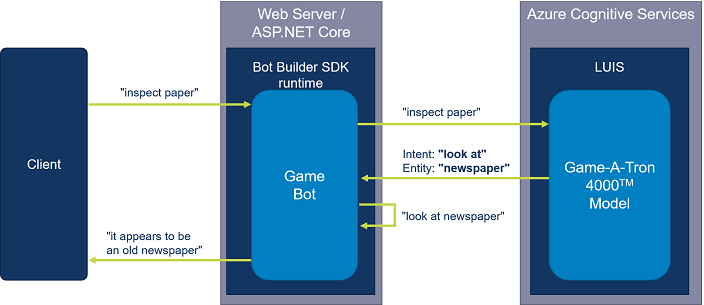 Web Server /
ASP.NET Core
Azure Cognitive Services
Bot Builder SDK
runtime
LUIS
"inspect paper"
"inspect paper"
Client
Game
Bot
Intent: "look at"
Entity: "newspaper"
Game-A-Tron
4000TM
Model
"look at newspaper"
"it appears to be
an old newspaper"